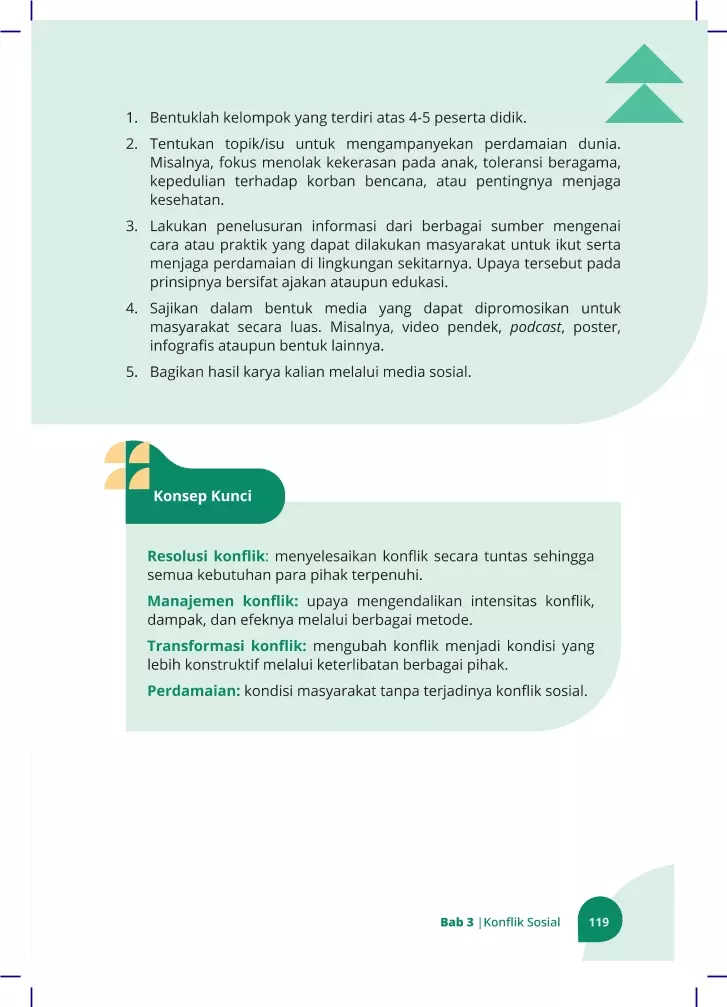 1. Bentuklah kelompok yang terdiri atas 4-5 peserta didik.
2. Tentukan topik/isu untuk mengampanyekan perdamaian dunia.
Misalnya, fokus menolak kekerasan pada anak, toleransi beragama,
kepedulian terhadap korban bencana, atau pentingnya menjaga
kesehatan.
3. Lakukan penelusuran informasi dari berbagai sumber mengenai
cara atau praktik yang dapat dilakukan masyarakat untuk ikut serta
menjaga perdamaian di lingkungan sekitarnya. Upaya tersebut pada
prinsipnya bersifat ajakan ataupun edukasi.
4. Sajikan dalam bentuk media yang dapat dipromosikan untuk
masyarakat secara luas. Misalnya, video pendek, podcast, poster,
infografis ataupun bentuk lainnya.
5. Bagikan hasil karya kalian melalui media sosial.
Konsep Kunci
Resolusi konflik: menyelesaikan konflik secara tuntas sehingga
semua kebutuhan para pihak terpenuhi.
Manajemen konflik: upaya mengendalikan intensitas konflik,
dampak, dan efeknya melalui berbagai metode.
Transformasi konflik: mengubah konflik menjadi kondisi yang
lebih konstruktif melalui keterlibatan berbagai pihak.
Perdamaian: kondisi masyarakat tanpa terjadinya konflik sosial.
Bab 3 |Konflik Sosial 119